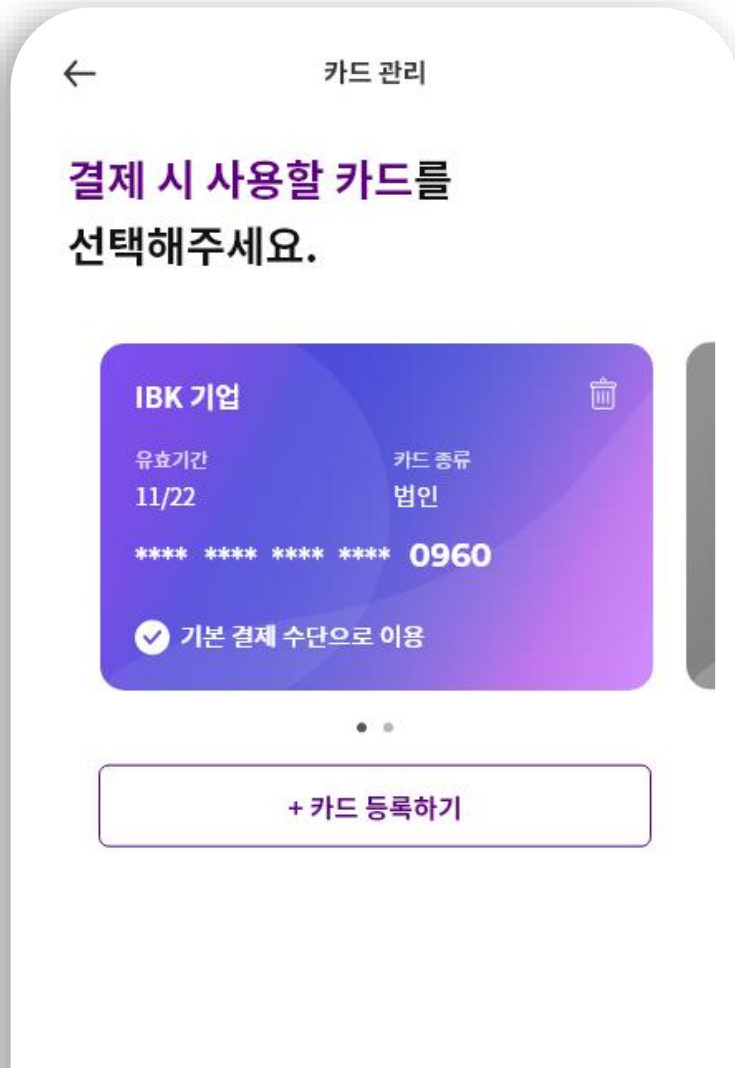 카드 관리
결제 시 사용할 카드를
선택해주세요.
IBK 기업
유효기간 카드 종류
11/22 법인
**** **** **** **** 0960
기본 결제 수단으로 이용
+ 카드 등록하기